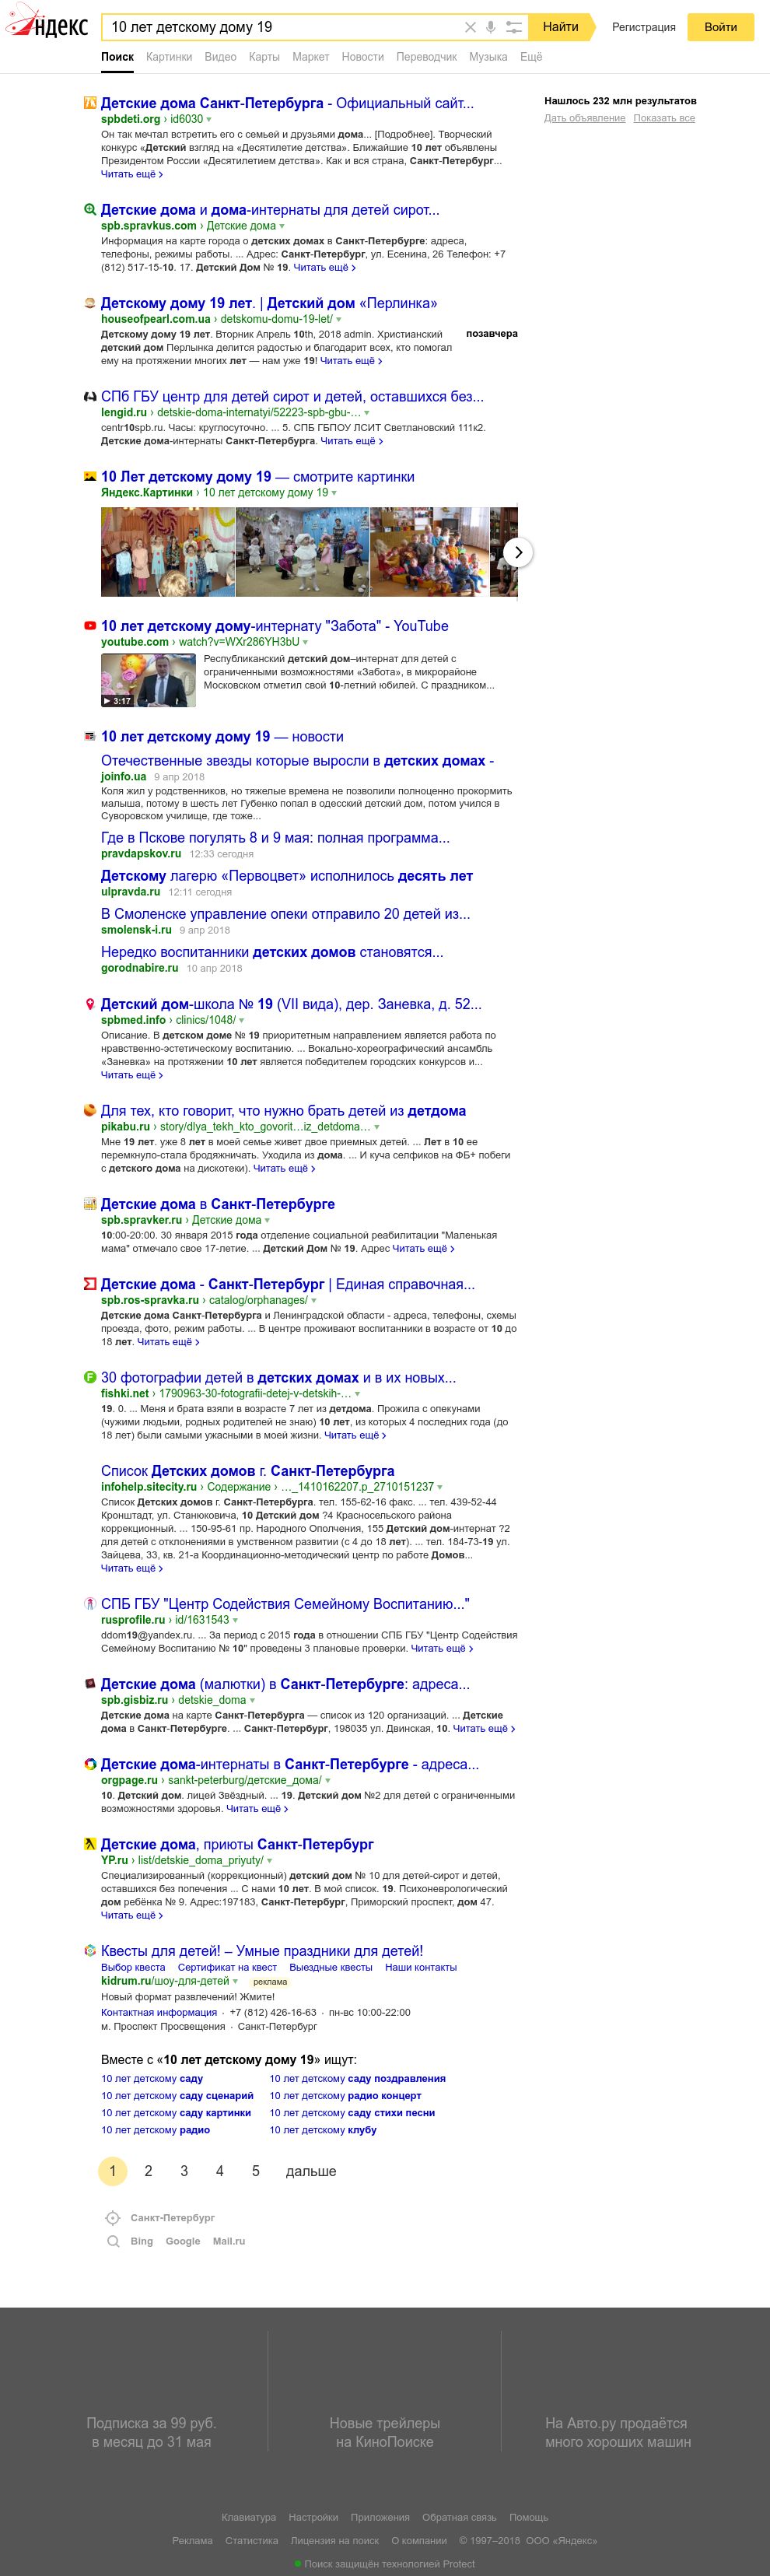 Яндекс
10 лет детскому дому 19
Найти
Регистрация
Войти
Поиск Картинки Видео Карты Маркет Новости Переводчик Музыка Ещё
Нашлось 232 млн результатов
Дать объявление Показать все
Детские дома Санкт-Петербурга - Официальный сайт...
spbdeti.org › id6030
Он так мечтал встретить его с семьей и друзьями дома... [Подробнее]. Творческий
конкурс «Детский взгляд на «Десятилетие детства». Ближайшие 10 лет объявлены
Президентом России «Десятилетием детства». Как и вся страна, Санкт-Петербург...
Читать ещё
Детские дома и дома-интернаты для детей сирот...
spb.spravkus.com › Детские дома
Информация на карте города о детских домах в Санкт-Петербурге: адреса,
телефоны, режимы работы. ... Адрес: Санкт-Петербург, ул. Есенина, 26 Телефон: +7
(812) 517-15-10. 17. Детский Дом № 19. Читать ещё
Детскому дому 19 лет. | Детский дом «Перлинка»
houseofpearl.com.ua › detskomu-domu-19-let/
Детскому дому 19 лет. Вторник Апрель 10th, 2018 admin. Христианский
позавчера
детский дом Перлынка делится радостью и благодарит всех, кто помогал
ему на протяжении многих лет — нам уже 19! Читать ещё
СПб ГБУ центр для детей сирот и детей, оставшихся без...
lengid.ru › detskie-doma-internatyi/52223-spb-gbu-...
centr10spb.ru. Часы: круглосуточно. ... 5. СПБ ГБПОУ ЛСИТ Светлановский 111к2.
Детские дома-интернаты Санкт-Петербурга. Читать ещё
10 Лет детскому дому 19 — смотрите картинки
Яндекс.Картинки › 10 лет детскому дому 19
10 лет детскому дому-интернату "Забота" - YouTube
youtube.com › watch?v=WXr286YH3bU
Республиканский детский дом–интернат для детей с
ограниченными возможностями «Забота», в микрорайоне
Московском отметил свой 10-летний юбилей. С праздником...
3:17
10 лет детскому дому 19 — новости
Отечественные звезды которые выросли в детских домах -
joinfo.ua 9 апр 2018
Коля жил у родственников, но тяжелые времена не позволили полноценно прокормить
малыша, потому в шесть лет Губенко попал в одесский детский дом, потом учился в
Суворовском училище, где тоже...
Где в Пскове погулять 8 и 9 мая: полная программа...
pravdapskov.ru 12:33 сегодня
Детскому лагерю «Первоцвет» исполнилось десять лет
ulpravda.ru 12:11 сегодня
В Смоленске управление опеки отправило 20 детей из...
smolensk-i.ru 9 апр 2018
Нередко воспитанники детских домов становятся...
gorodnabire.ru 10 апр 2018
Детский дом-школа № 19 (VII вида), дер. Заневка, д. 52...
spbmed.info › clinics/1048/
Описание. В детском доме № 19 приоритетным направлением является работа по
нравственно-эстетическому воспитанию. ... Вокально-хореографический ансамбль
«Заневка» на протяжении 10 лет является победителем городских конкурсов и...
Читать ещё
Для тех, кто говорит, что нужно брать детей из детдома
pikabu.ru › story/dlya_tekh_kto_govorit...iz_detdoma...
Мне 19 лет. уже 8 лет в моей семье живет двое приемных детей. ... Лет в 10 ее
перемкнуло-стала бродяжничать. Уходила из дома. ... И куча селфиков на ФБ+ побеги
с детского дома на дискотеки). Читать ещё
Детские дома в Санкт-Петербурге
spb.spravker.ru › Детские дома
10:00-20:00. 30 января 2015 года отделение социальной реабилитации "Маленькая
мама" отмечало свое 17-летие. ... Детский Дом № 19. Адрес Читать ещё
Детские дома - Санкт-Петербург | Единая справочная...
spb.ros-spravka.ru › catalog/orphanages/
Детские дома Санкт-Петербурга и Ленинградской области - адреса, телефоны, схемы
проезда, фото, режим работы. ... В центре проживают воспитанники в возрасте от 10 до
18 лет. Читать ещё
30 фотографии детей в детских домах и в их новых...
fishki.net › 1790963-30-fotografii-detej-v-detskih-...
19. 0. ... Меня и брата взяли в возрасте 7 лет из детдома. Прожила с опекунами
(чужими людьми, родных родителей не знаю) 10 лет, из которых 4 последних года (до
18 лет) были самыми ужасными в моей жизни. Читать ещё
Список Детских домов г. Санкт-Петербурга
infohelp.sitecity.ru › Содержание › ..._1410162207.p_2710151237
Список Детских домов г. Санкт-Петербурга. тел. 155-62-16 факс. ... тел. 439-52-44
Кронштадт, ул. Станюковича, 10 Детский дом ?4 Красносельского района
коррекционный. ... 150-95-61 пр. Народного Ополчения, 155 Детский дом-интернат ?2
для детей с отклонениями в умственном развитии (с 4 до 18 лет). ... тел. 184-73-19 ул.
Зайцева, 33, кв. 21-а Координационно-методический центр по работе Домов...
Читать ещё
СПБ ГБУ "Центр Содействия Семейному Воспитанию..."
rusprofile.ru › id/1631543
ddom19@yandex.ru. ... За период с 2015 года в отношении СПБ ГБУ "Центр Содействия
Семейному Воспитанию № 10" проведены 3 плановые проверки. Читать ещё
Детские дома (малютки) в Санкт-Петербурге: адреса...
spb.gisbiz.ru › detskie_doma
Детские дома на карте Санкт-Петербурга — список из 120 организаций. ... Детские
дома в Санкт-Петербурге. ... Санкт-Петербург, 198035 ул. Двинская, 10. Читать ещё
Детские дома-интернаты в Санкт-Петербурге - адреса...
orgpage.ru › sankt-peterburg/детские_дома/
10. Детский дом. лицей Звёздный. ... 19. Детский дом №2 для детей с ограниченными
возможностями здоровья. Читать ещё
Детские дома, приюты Санкт-Петербург
YP.ru › list/detskie_doma_priyuty/
Специализированный (коррекционный) детский дом № 10 для детей-сирот и детей,
оставшихся без попечения ... С нами 10 лет. В мой список. 19. Психоневрологический
дом ребёнка № 9. Адрес:197183, Санкт-Петербург, Приморский проспект, дом 47.
Читать ещё
Квесты для детей! – Умные праздники для детей!
Выбор квеста Сертификат на квест Выездные квесты Наши контакты
kidrum.ru/шоу-для-детей реклама
Новый формат развлечений! Жмите!
Контактная информация · +7 (812) 426-16-63 · пн-вс 10:00-22:00
м. Проспект Просвещения · Санкт-Петербург
Вместе с «10 лет детскому дому 19» ищут:
10 лет детскому саду 10 лет детскому саду поздравления
10 лет детскому саду сценарий 10 лет детскому радио концерт
10 лет детскому саду картинки 10 лет детскому саду стихи песни
10 лет детскому радио 10 лет детскому клубу
1 2 3 4 5 дальше
Санкт-Петербург
Bing Google Mail.ru
Подписка за 99 руб.
в месяц до 31 мая
Новые трейлеры
на КиноПоиске
На Авто.ру продаётся
много хороших машин
Клавиатура Настройки Приложения Обратная связь Помощь
Реклама Статистика Лицензия на поиск О компании © 1997–2018 ООО «Яндекс»
Поиск защищён технологией Protect